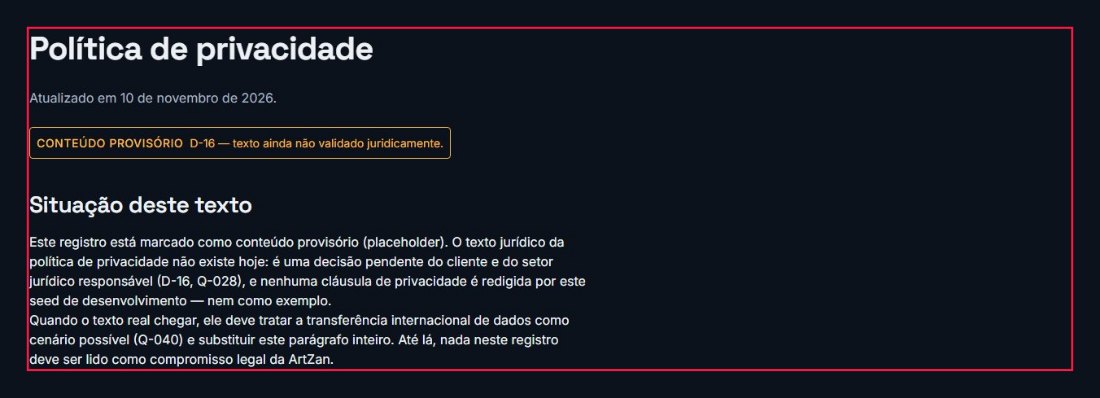 Política de privacidade
Atualizado em 10 de novembro de 2026.
CONTEÚDO PROVISÓRIO D-16 — texto ainda não validado juridicamente.
Situação deste texto
Este registro está marcado como conteúdo provisório (placeholder). O texto jurídico da
política de privacidade não existe hoje: é uma decisão pendente do cliente e do setor
jurídico responsável (D-16, Q-028), e nenhuma cláusula de privacidade é redigida por este
seed de desenvolvimento — nem como exemplo.
Quando o texto real chegar, ele deve tratar a transferência internacional de dados como
cenário possível (Q-040) e substituir este parágrafo inteiro. Até lá, nada neste registro
deve ser lido como compromisso legal da ArtZan.